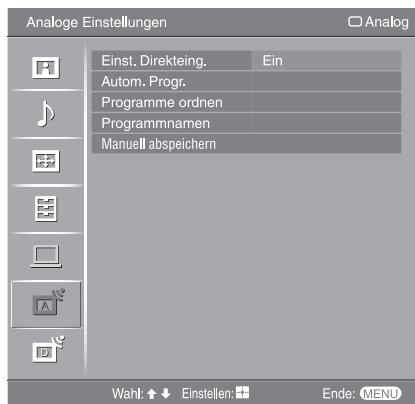 Analoge Einstellungen Analog
Einst. Direkteing. Ein
Autom. Progr.
Programme ordnen
Programmnamen
Manuell abspeichern
A
D
Wahl: Einstellen: Ende: MENU